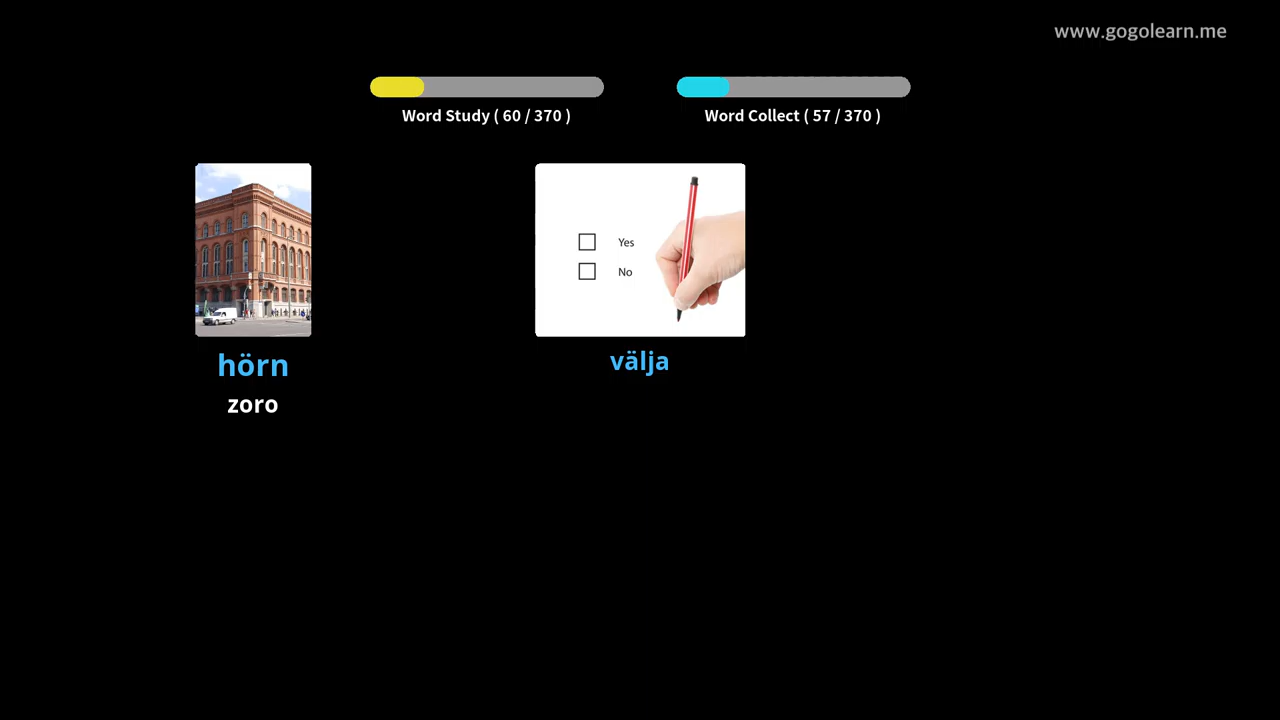 www.gogolearn.me
Word Study ( 60 / 370 )
Word Collect ( 57 / 370 )
Yes
No
hörn
välja
zoro